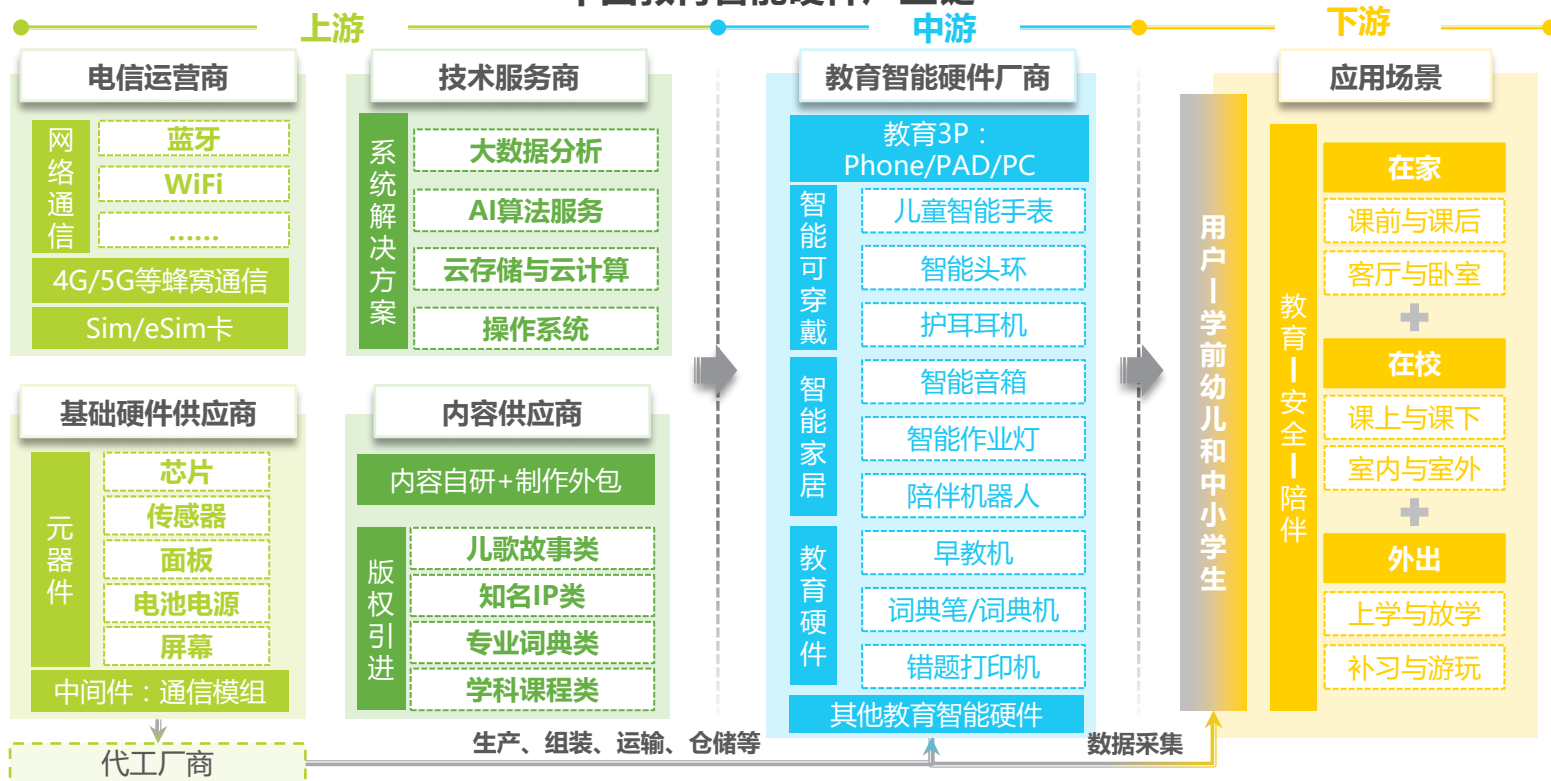 上游
中游
下游
电信运营商
网络通信
蓝牙
WiFi
......
4G/5G等蜂窝通信
Sim/eSim卡
技术服务商
系统解决方案
大数据分析
AI算法服务
云存储与云计算
操作系统
基础硬件供应商
元器件
芯片
传感器
面板
电池电源
屏幕
中间件：通信模组
代工厂商
内容供应商
内容自研+制作外包
版权引进
儿歌故事类
知名IP类
专业词典类
学科课程类
生产、组装、运输、仓储等
教育智能硬件厂商
教育3P：
Phone/PAD/PC
智能可穿戴
儿童智能手表
智能头环
护耳耳机
智能家居
智能音箱
智能作业灯
陪伴机器人
教育硬件
早教机
词典笔/词典机
错题打印机
其他教育智能硬件
数据采集
用户—学前幼儿和中小学生
应用场景
教育—安全—陪伴
在家
课前与课后
客厅与卧室
在校
课上与课下
室内与室外
外出
上学与放学
补习与游玩